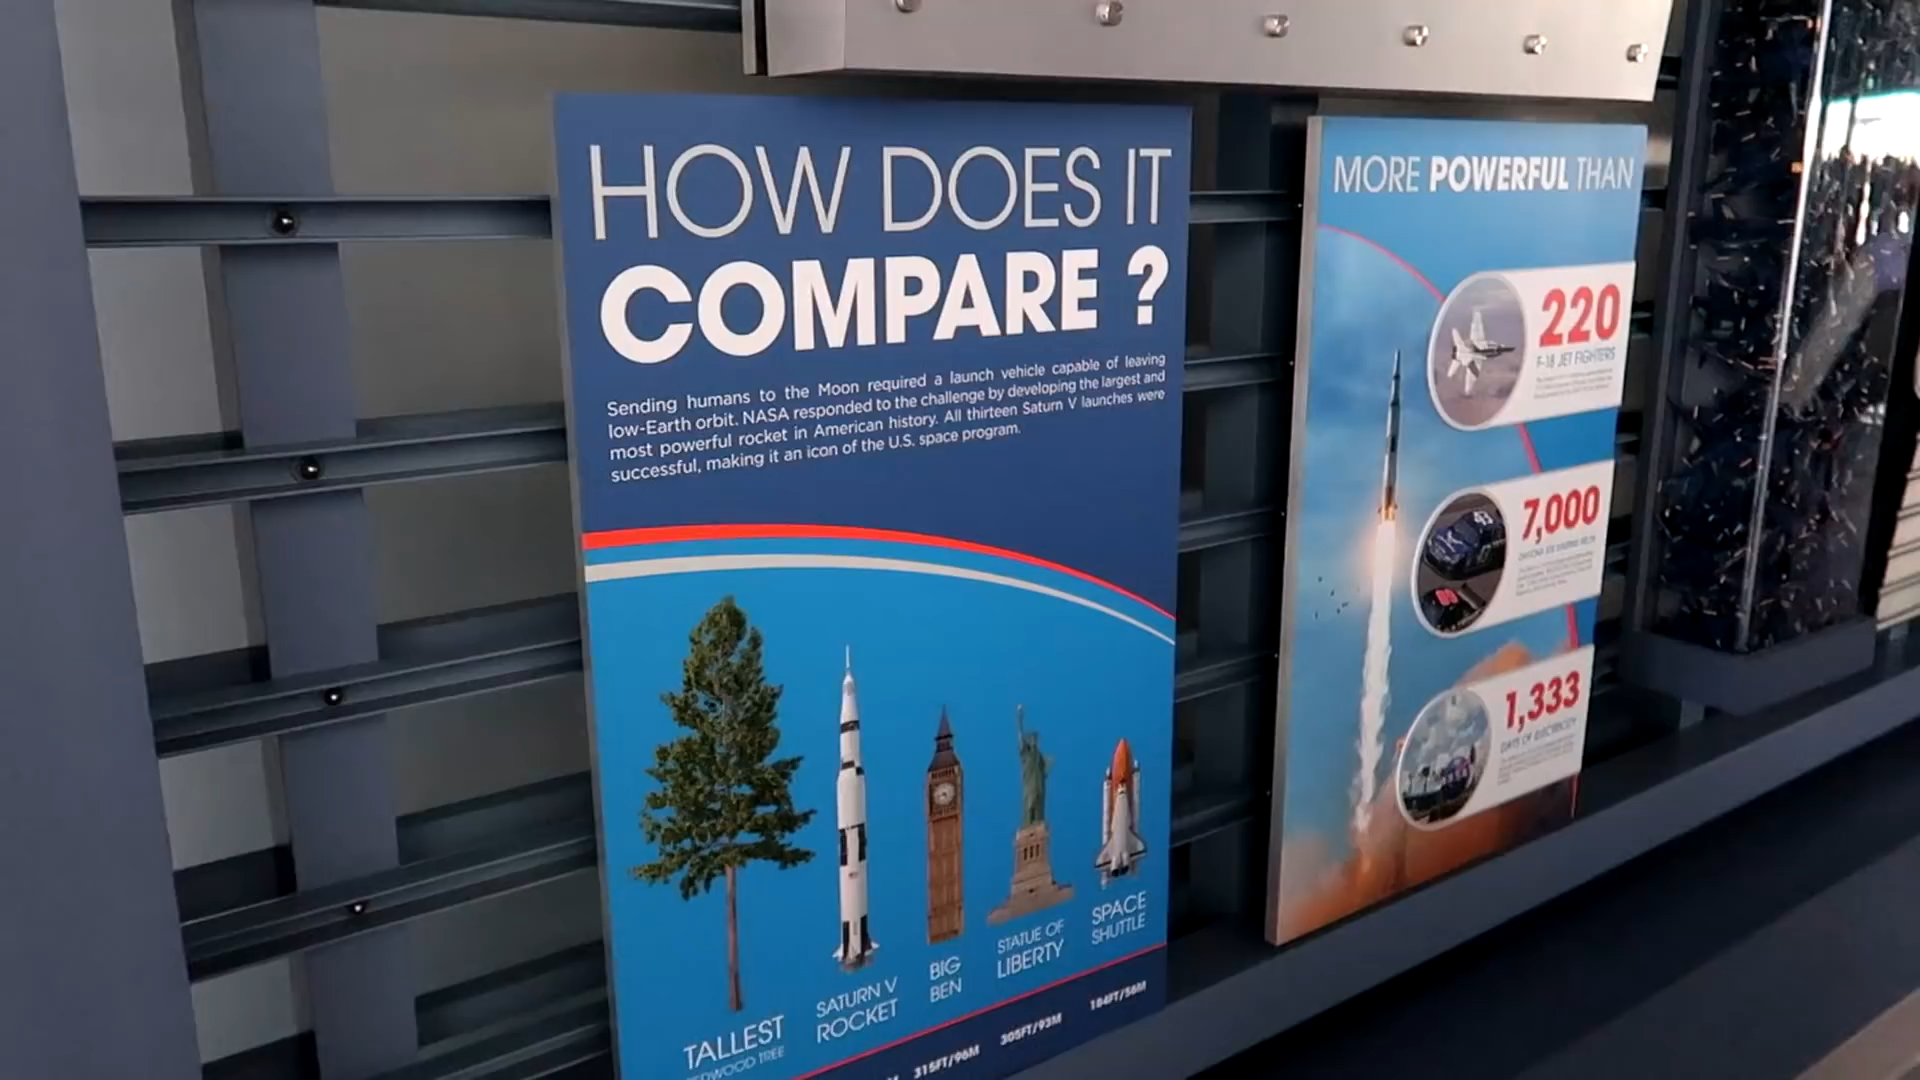 HOW DOES IT
COMPARE ?
Sending humans to the Moon required a launch vehicle capable of leaving
low-Earth orbit. NASA responded to the challenge by developing the largest and
most powerful rocket in American history. All thirteen Saturn V launches were
successful, making it an icon of the U.S. space program.
TALLEST
REDWOOD TREE
SATURN V
ROCKET
BIG
BEN
STATUE OF
LIBERTY
SPACE
SHUTTLE
315FT/96M
305FT/93M
184FT/56M
MORE POWERFUL THAN
220
F-18 JET FIGHTERS
7,000
1,333
DAYS OF ELECTRICITY